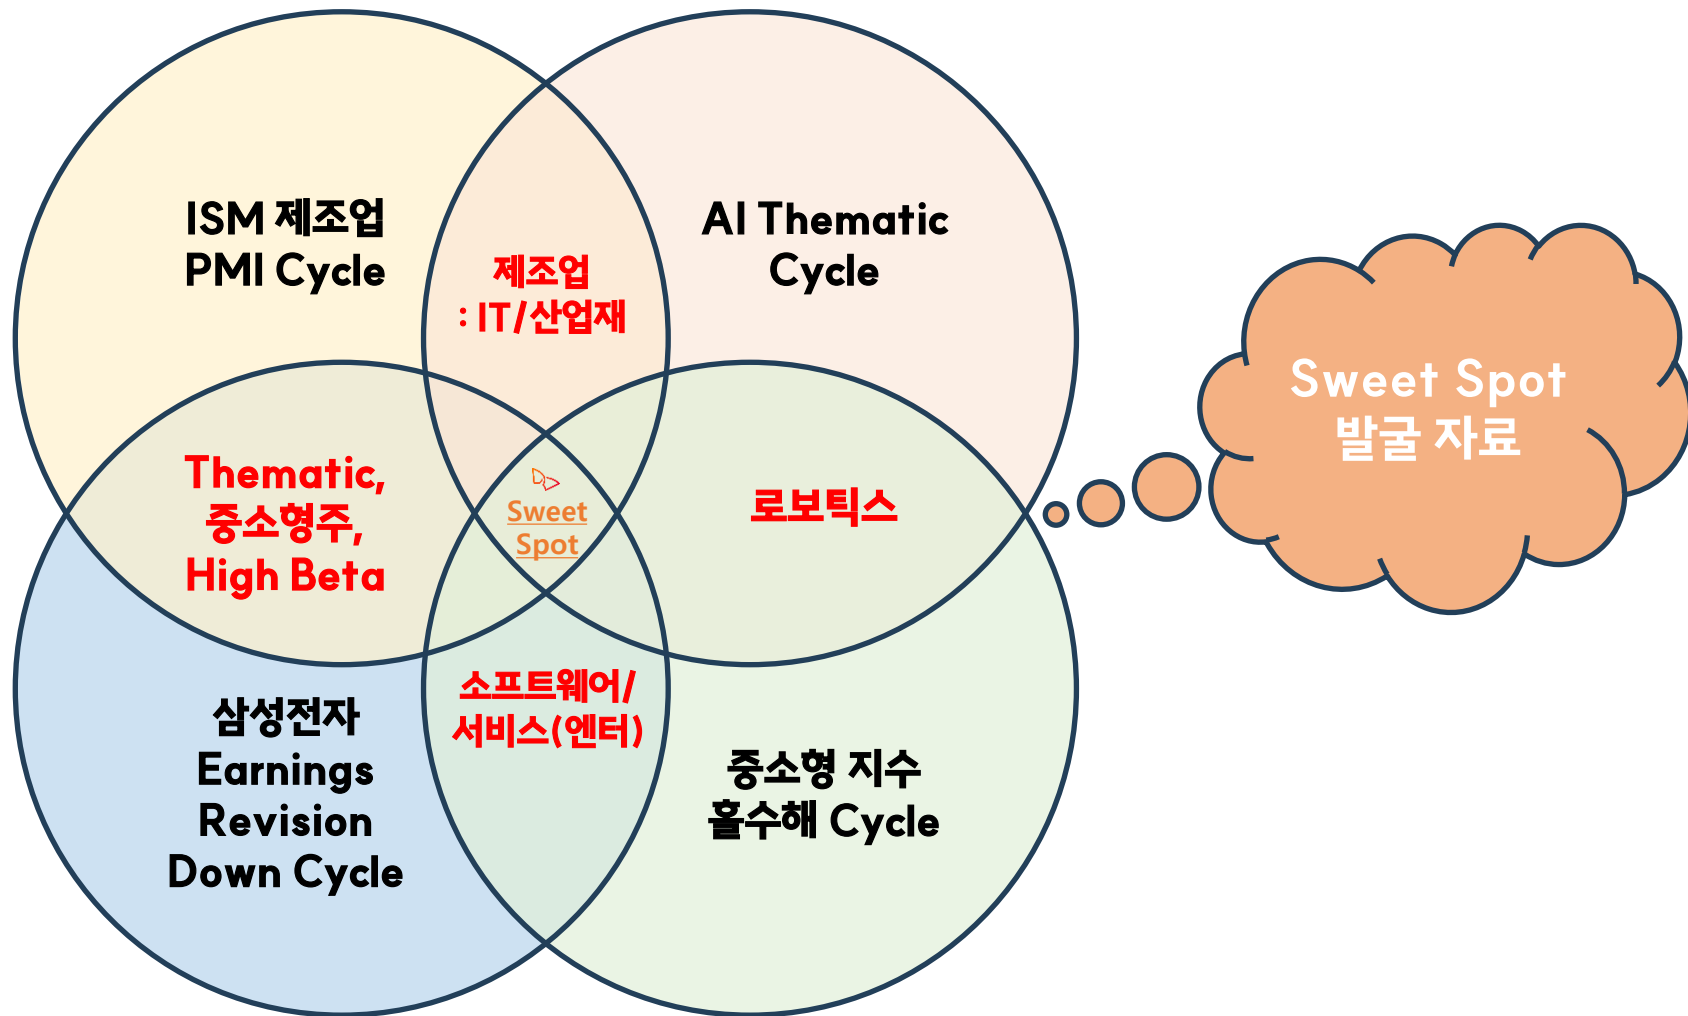 ISM 제조업
PMI Cycle
제조업
: IT/산업재
AI Thematic
Cycle
Thematic,
중소형주,
High Beta
Sweet
Spot
로보틱스
Sweet Spot
발굴 자료
삼성전자
Earnings
Revision
Down Cycle
소프트웨어/
서비스(엔터)
중소형 지수
홀수해 Cycle